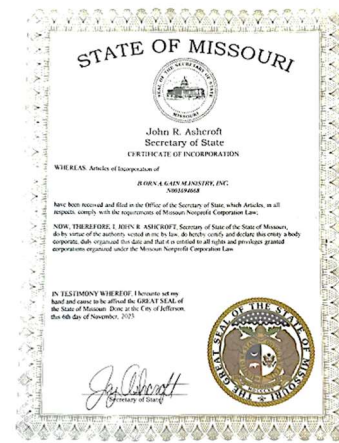 STATE OF MISSOURI
John R. Ashcroft
Secretary of State
CERTIFICATE OF INCORPORATION
WHEREAS, Articles of Incorporation of
have been received and filed in the Office of the Secretary of State, which Articles, in all
respects, comply with the requirements of Missouri Nonprofit Corporation Law;
NOW, THEREFORE, I, JOHN R. ASHCROFT, Secretary of State of the State of Missouri,
do by virtue of the authority vested in me by law, do hereby certify and declare this entity a body
corporate, duly organized this date and that it is entitled to all rights and privileges granted
corporations organized under the Missouri Nonprofit Corporation Law.
IN TESTIMONY WHEREOF, I hereunto set my
hand and cause to be affixed the GREAT SEAL of
the State of Missouri. Done at the City of Jefferson,
this 6th day of November,
Secretary of State
THE GREAT SEAL OF THE STATE OF MISSOURI